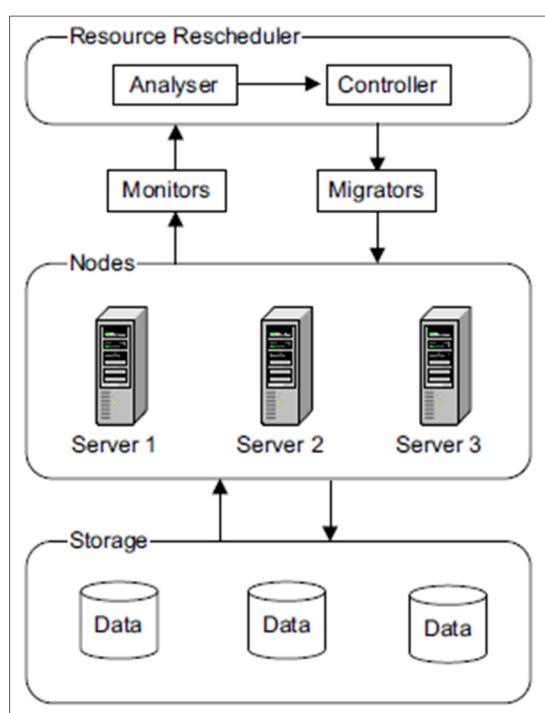 Resource Rescheduler
Analyser Controller
Monitors Migrators
Nodes
Server 1 Server 2 Server 3
Storage
Data Data Data